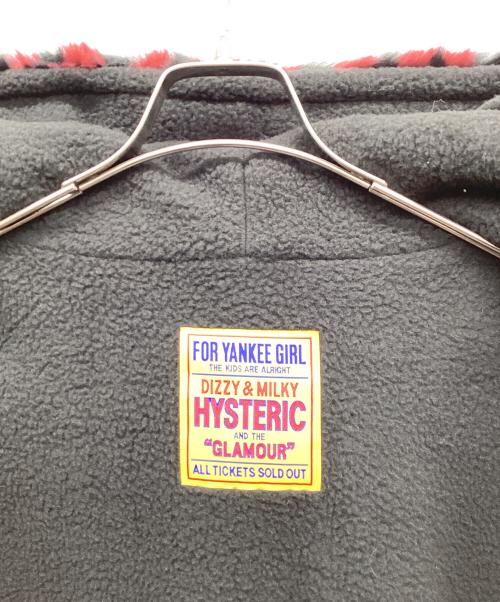 FOR YANKEE GIRL
THE KIDS ARE ALRIGHT
DIZZY & MILKY
HYSTERIC
AND THE
"GLAMOUR"
ALL TICKETS SOLD OUT